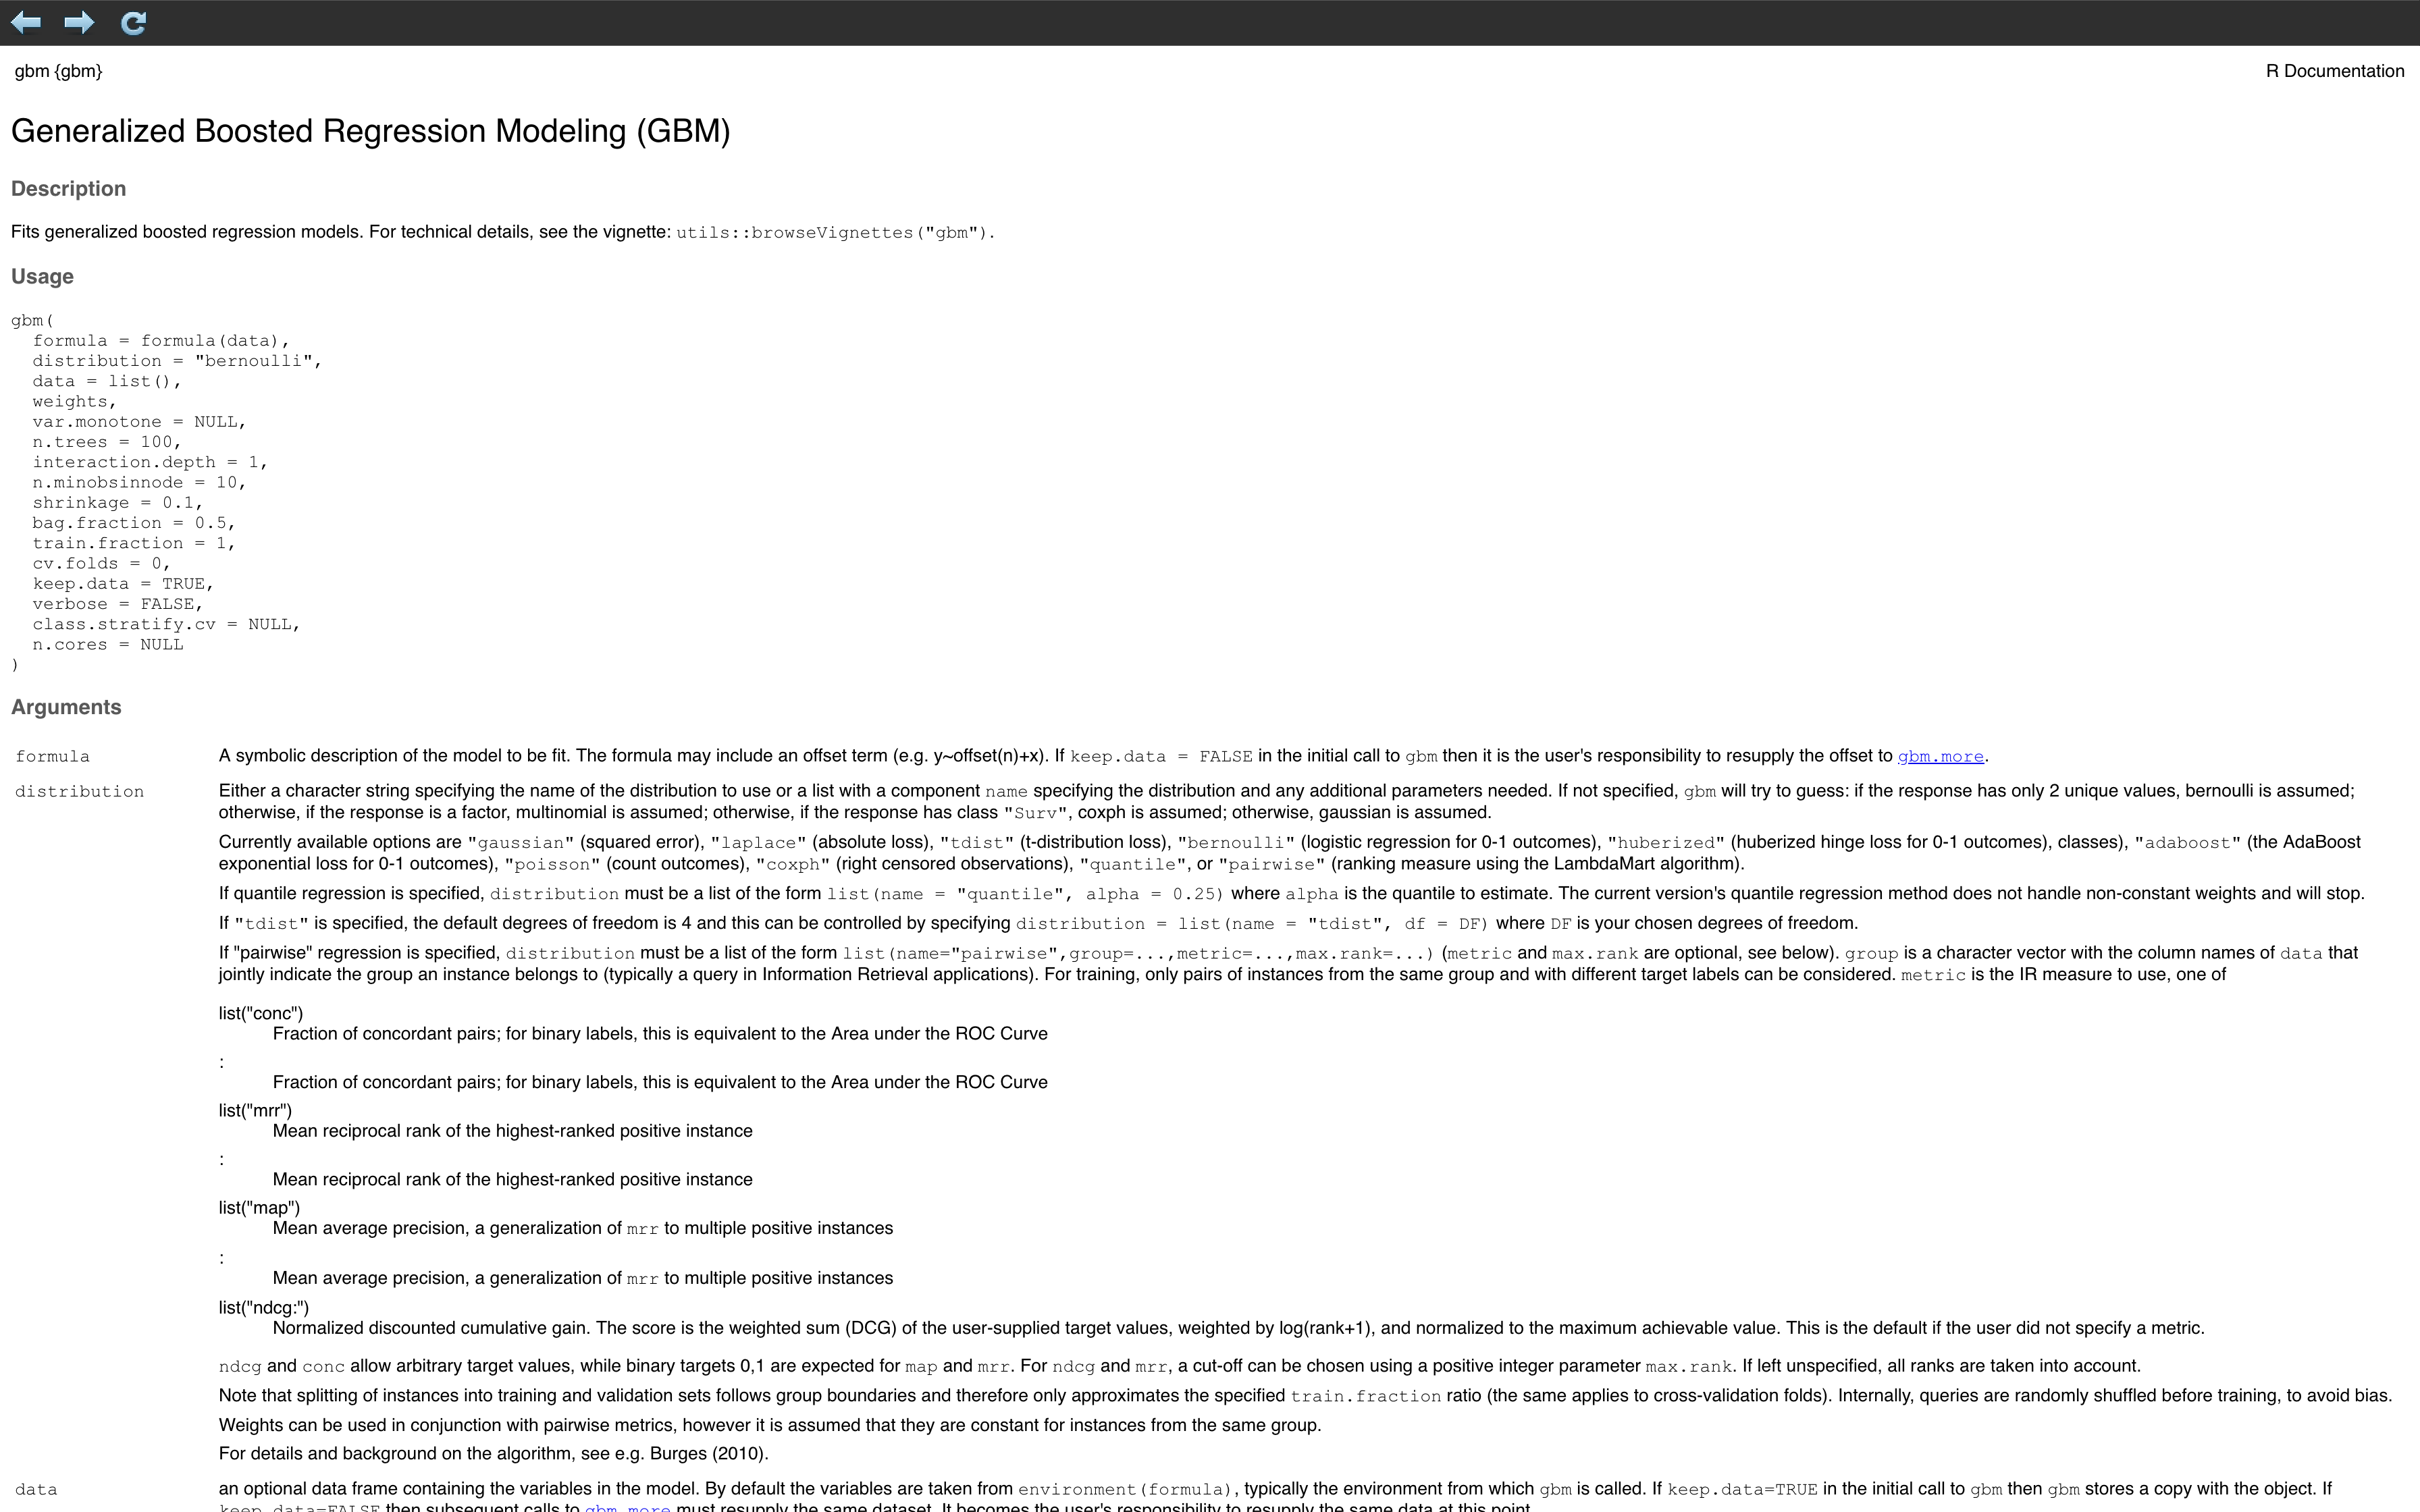 gbm {gbm}
R Documentation
Generalized Boosted Regression Modeling (GBM)
Description
Fits generalized boosted regression models. For technical details, see the vignette: utils::browseVignettes("gbm").
Usage
gbm(
  formula = formula(data),
  distribution = "bernoulli",
  data = list(),
  weights,
  var.monotone = NULL,
  n.trees = 100,
  interaction.depth = 1,
  n.minobsinnode = 10,
  shrinkage = 0.1,
  bag.fraction = 0.5,
  train.fraction = 1,
  cv.folds = 0,
  keep.data = TRUE,
  verbose = FALSE,
  class.stratify.cv = NULL,
  n.cores = NULL
)
Arguments
formula A symbolic description of the model to be fit. The formula may include an offset term (e.g. y~offset(n)+x). If keep.data = FALSE in the initial call to gbm then it is the user's responsibility to resupply the offset to gbm.more.
distribution Either a character string specifying the name of the distribution to use or a list with a component name specifying the distribution and any additional parameters needed. If not specified, gbm will try to guess: if the response has only 2 unique values, bernoulli is assumed;
otherwise, if the response is a factor, multinomial is assumed; otherwise, if the response has class "Surv", coxph is assumed; otherwise, gaussian is assumed.
Currently available options are "gaussian" (squared error), "laplace" (absolute loss), "tdist" (t-distribution loss), "bernoulli" (logistic regression for 0-1 outcomes), "huberized" (huberized hinge loss for 0-1 outcomes), classes), "adaboost" (the AdaBoost
exponential loss for 0-1 outcomes), "poisson" (count outcomes), "coxph" (right censored observations), "quantile", or "pairwise" (ranking measure using the LambdaMart algorithm).
If quantile regression is specified, distribution must be a list of the form list(name = "quantile", alpha = 0.25) where alpha is the quantile to estimate. The current version's quantile regression method does not handle non-constant weights and will stop.
If "tdist" is specified, the default degrees of freedom is 4 and this can be controlled by specifying distribution = list(name = "tdist", df = DF) where DF is your chosen degrees of freedom.
If "pairwise" regression is specified, distribution must be a list of the form list(name="pairwise",group=...,metric=...,max.rank=...) (metric and max.rank are optional, see below). group is a character vector with the column names of data that
jointly indicate the group an instance belongs to (typically a query in Information Retrieval applications). For training, only pairs of instances from the same group and with different target labels can be considered. metric is the IR measure to use, one of
list("conc")
Fraction of concordant pairs; for binary labels, this is equivalent to the Area under the ROC Curve
:
Fraction of concordant pairs; for binary labels, this is equivalent to the Area under the ROC Curve
list("mrr")
Mean reciprocal rank of the highest-ranked positive instance
:
Mean reciprocal rank of the highest-ranked positive instance
list("map")
Mean average precision, a generalization of mrr to multiple positive instances
:
Mean average precision, a generalization of mrr to multiple positive instances
list("ndcg:")
Normalized discounted cumulative gain. The score is the weighted sum (DCG) of the user-supplied target values, weighted by log(rank+1), and normalized to the maximum achievable value. This is the default if the user did not specify a metric.
ndcg and conc allow arbitrary target values, while binary targets 0,1 are expected for map and mrr. For ndcg and mrr, a cut-off can be chosen using a positive integer parameter max.rank. If left unspecified, all ranks are taken into account.
Note that splitting of instances into training and validation sets follows group boundaries and therefore only approximates the specified train.fraction ratio (the same applies to cross-validation folds). Internally, queries are randomly shuffled before training, to avoid bias.
Weights can be used in conjunction with pairwise metrics, however it is assumed that they are constant for instances from the same group.
For details and background on the algorithm, see e.g. Burges (2010).
data an optional data frame containing the variables in the model. By default the variables are taken from environment(formula), typically the environment from which gbm is called. If keep.data=TRUE in the initial call to gbm then gbm stores a copy with the object. If
keep.data=FALSE then subsequent calls to gbm.more must resupply the same dataset. It becomes the user's responsibility to resupply the same data at this point.